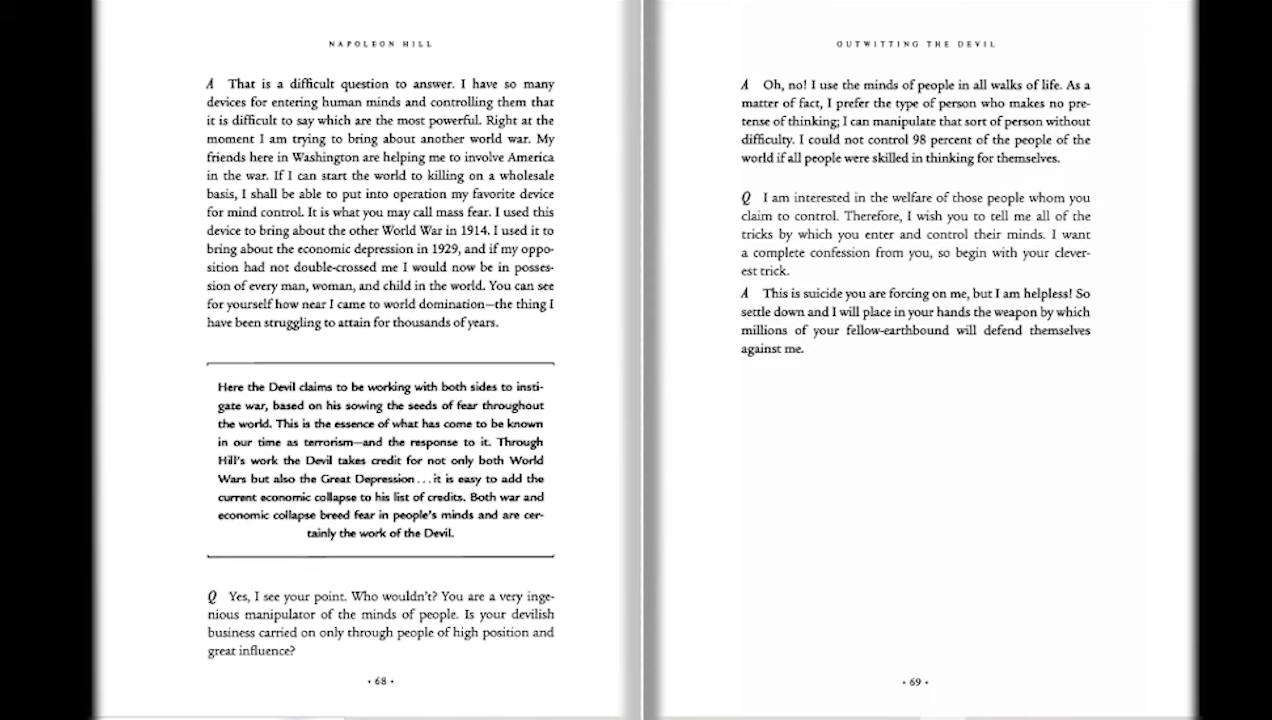 NAPOLEON HILL
A That is a difficult question to answer. I have so many
devices for entering human minds and controlling them that
it is difficult to say which are the most powerful. Right at the
moment I am trying to bring about another world war. My
friends here in Washington are helping me to involve America
in the war. If I can start the world to killing on a wholesale
basis, I shall be able to put into operation my favorite device
for mind control. It is what you may call mass fear. I used this
device to bring about the other World War in 1914. I used it to
bring about the economic depression in 1929, and if my oppo-
sition had not double-crossed me I would now be in posses-
sion of every man, woman, and child in the world. You can see
for yourself how near I came to world domination—the thing I
have been struggling to attain for thousands of years.
Here the Devil claims to be working with both sides to insti-
gate war, based on his sowing the seeds of fear throughout
the world. This is the essence of what has come to be known
in our time as terrorism—and the response to it. Through
Hill's work the Devil takes credit for not only both World
Wars but also the Great Depression . . . it is easy to add the
current economic collapse to his list of credits. Both war and
economic collapse breed fear in people's minds and are cer-
tainly the work of the Devil.
Q Yes, I see your point. Who wouldn't? You are a very inge-
nious manipulator of the minds of people. Is your devilish
business carried on only through people of high position and
great influence?
• 68 •
OUTWITTING THE DEVIL
A Oh, no! I use the minds of people in all walks of life. As a
matter of fact, I prefer the type of person who makes no pre-
tense of thinking; I can manipulate that sort of person without
difficulty. I could not control 98 percent of the people of the
world if all people were skilled in thinking for themselves.
Q I am interested in the welfare of those people whom you
claim to control. Therefore, I wish you to tell me all of the
tricks by which you enter and control their minds. I want
a complete confession from you, so begin with your clever-
est trick.
A This is suicide you are forcing on me, but I am helpless! So
settle down and I will place in your hands the weapon by which
millions of your fellow-earthbound will defend themselves
against me.
• 69 •